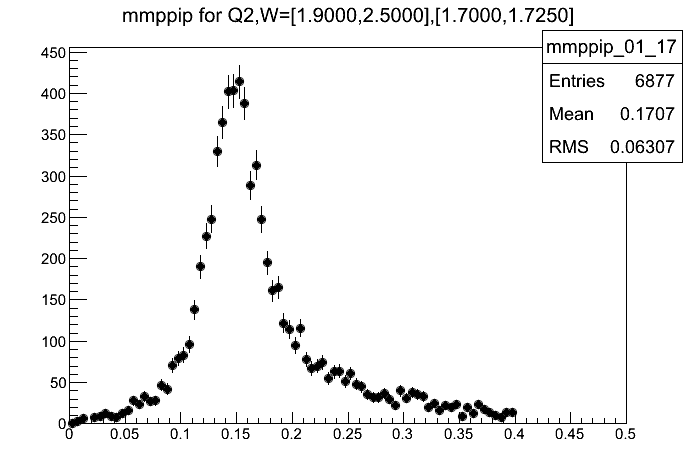 mmppip for Q2,W=[1.9000,2.5000],[1.7000,1.7250]
mmppip_01_17
Entries 6877
Mean 0.1707
RMS 0.06307
450
400
350
300
250
200
150
100
50
0
0 0.05 0.1 0.15 0.2 0.25 0.3 0.35 0.4 0.45 0.5